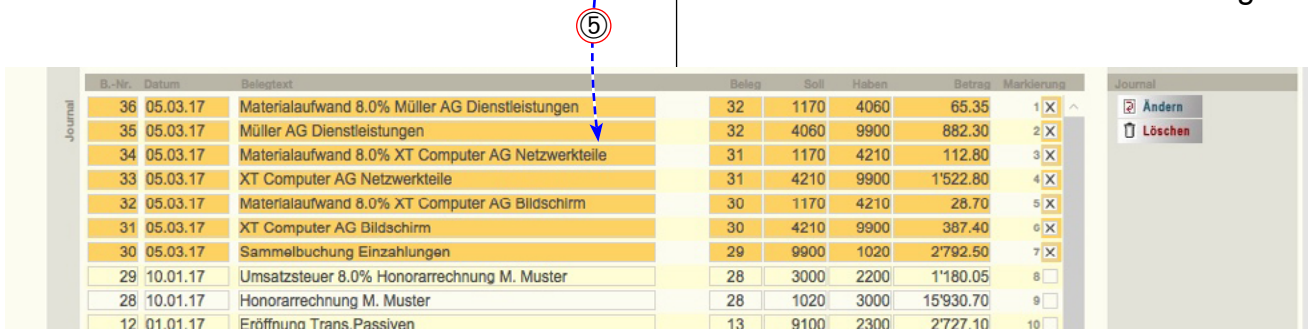 g
⑤
B.-Nr. Datum Belegtext Beleg Soll Haben Betrag Markierung Journal
Journal
36 05.03.17 Materialaufwand 8.0% Müller AG Dienstleistungen 32 1170 4060 65.35 1 X Ändern
35 05.03.17 Müller AG Dienstleistungen 32 4060 9900 882.30 2 X Löschen
34 05.03.17 Materialaufwand 8.0% XT Computer AG Netzwerkteile 31 1170 4210 112.80 3 X
33 05.03.17 XT Computer AG Netzwerkteile 31 4210 9900 1'522.80 4 X
32 05.03.17 Materialaufwand 8.0% XT Computer AG Bildschirm 30 1170 4210 28.70 5 X
31 05.03.17 XT Computer AG Bildschirm 30 4210 9900 387.40 6 X
30 05.03.17 Sammelbuchung Einzahlungen 29 9900 1020 2'792.50 7 X
29 10.01.17 Umsatzsteuer 8.0% Honorarrechnung M. Muster 28 3000 2200 1'180.05 8
28 10.01.17 Honorarrechnung M. Muster 28 1020 3000 15'930.70 9
12 01.01.17 Eröffnung Trans.Passiven 13 9100 2300 2'727.10 10